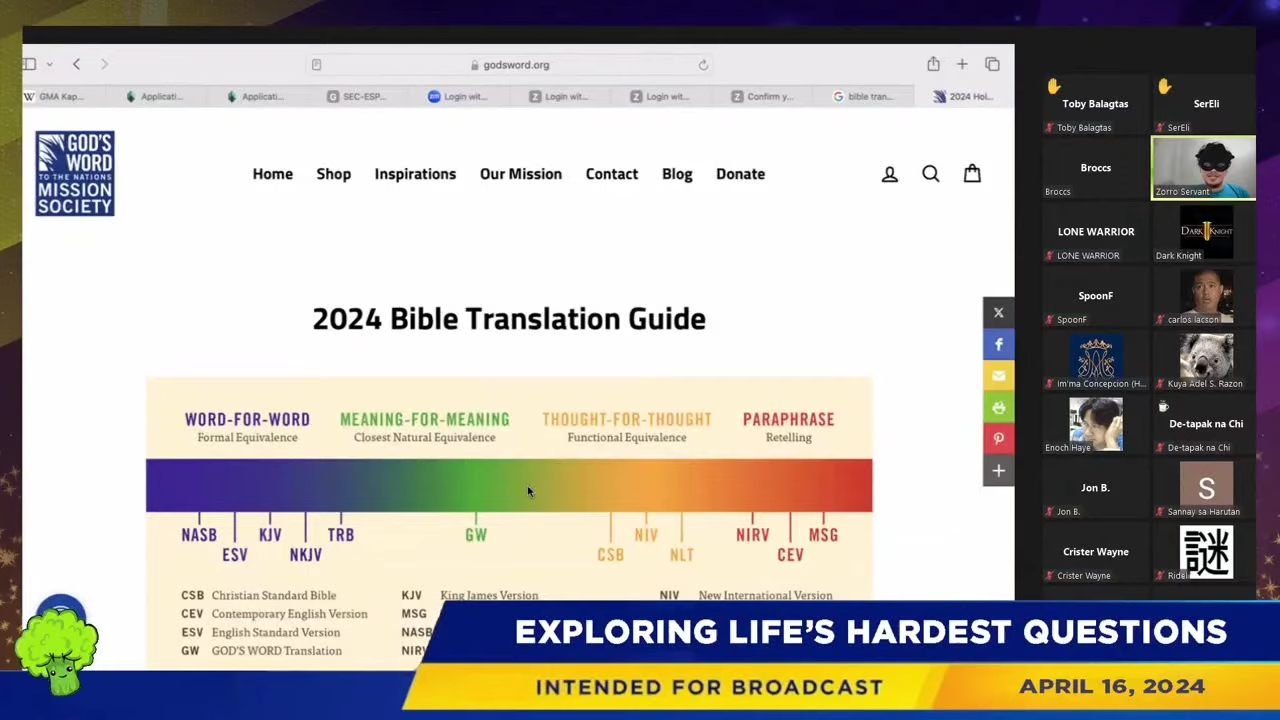 godsword.org
GMA Kap...
Applicati...
Applicati...
SEC-ESP...
Login wit...
Login wit...
Login wit...
Confirm y...
bible tran...
2024 Hol...
GOD'S
WORD
TO THE NATIONS
MISSION
SOCIETY
Home
Shop
Inspirations
Our Mission
Contact
Blog
Donate
2024 Bible Translation Guide
WORD-FOR-WORD
Formal Equivalence
MEANING-FOR-MEANING
Closest Natural Equivalence
THOUGHT-FOR-THOUGHT
Functional Equivalence
PARAPHRASE
Retelling
NASB
KJV
TRB
GW
NIV
NIRV
MSG
ESV
NKJV
CSB
NLT
CEV
CSB Christian Standard Bible
CEV Contemporary English Version
ESV English Standard Version
GW GOD'S WORD Translation
KJV King James Version
MSG
NASB
NIRV
NIV New International Version
Toby Balagtas
Toby Balagtas
SerEli
SerEli
Broccs
Broccs
Zorro Servant
LONE WARRIOR
LONE WARRIOR
DARK KNIGHT
Dark Knight
SpoonF
SpoonF
carlos lacson
Im'ma Concepcion (H...
Kuya Adel S. Razon
Enoch Haye
De-tapak na Chi
De-tapak na Chi
Jon B.
Jon B.
S
Sannay sa Harutan
Crister Wayne
Crister Wayne
謎
Ridel
EXPLORING LIFE'S HARDEST QUESTIONS
INTENDED FOR BROADCAST
APRIL 16, 2024